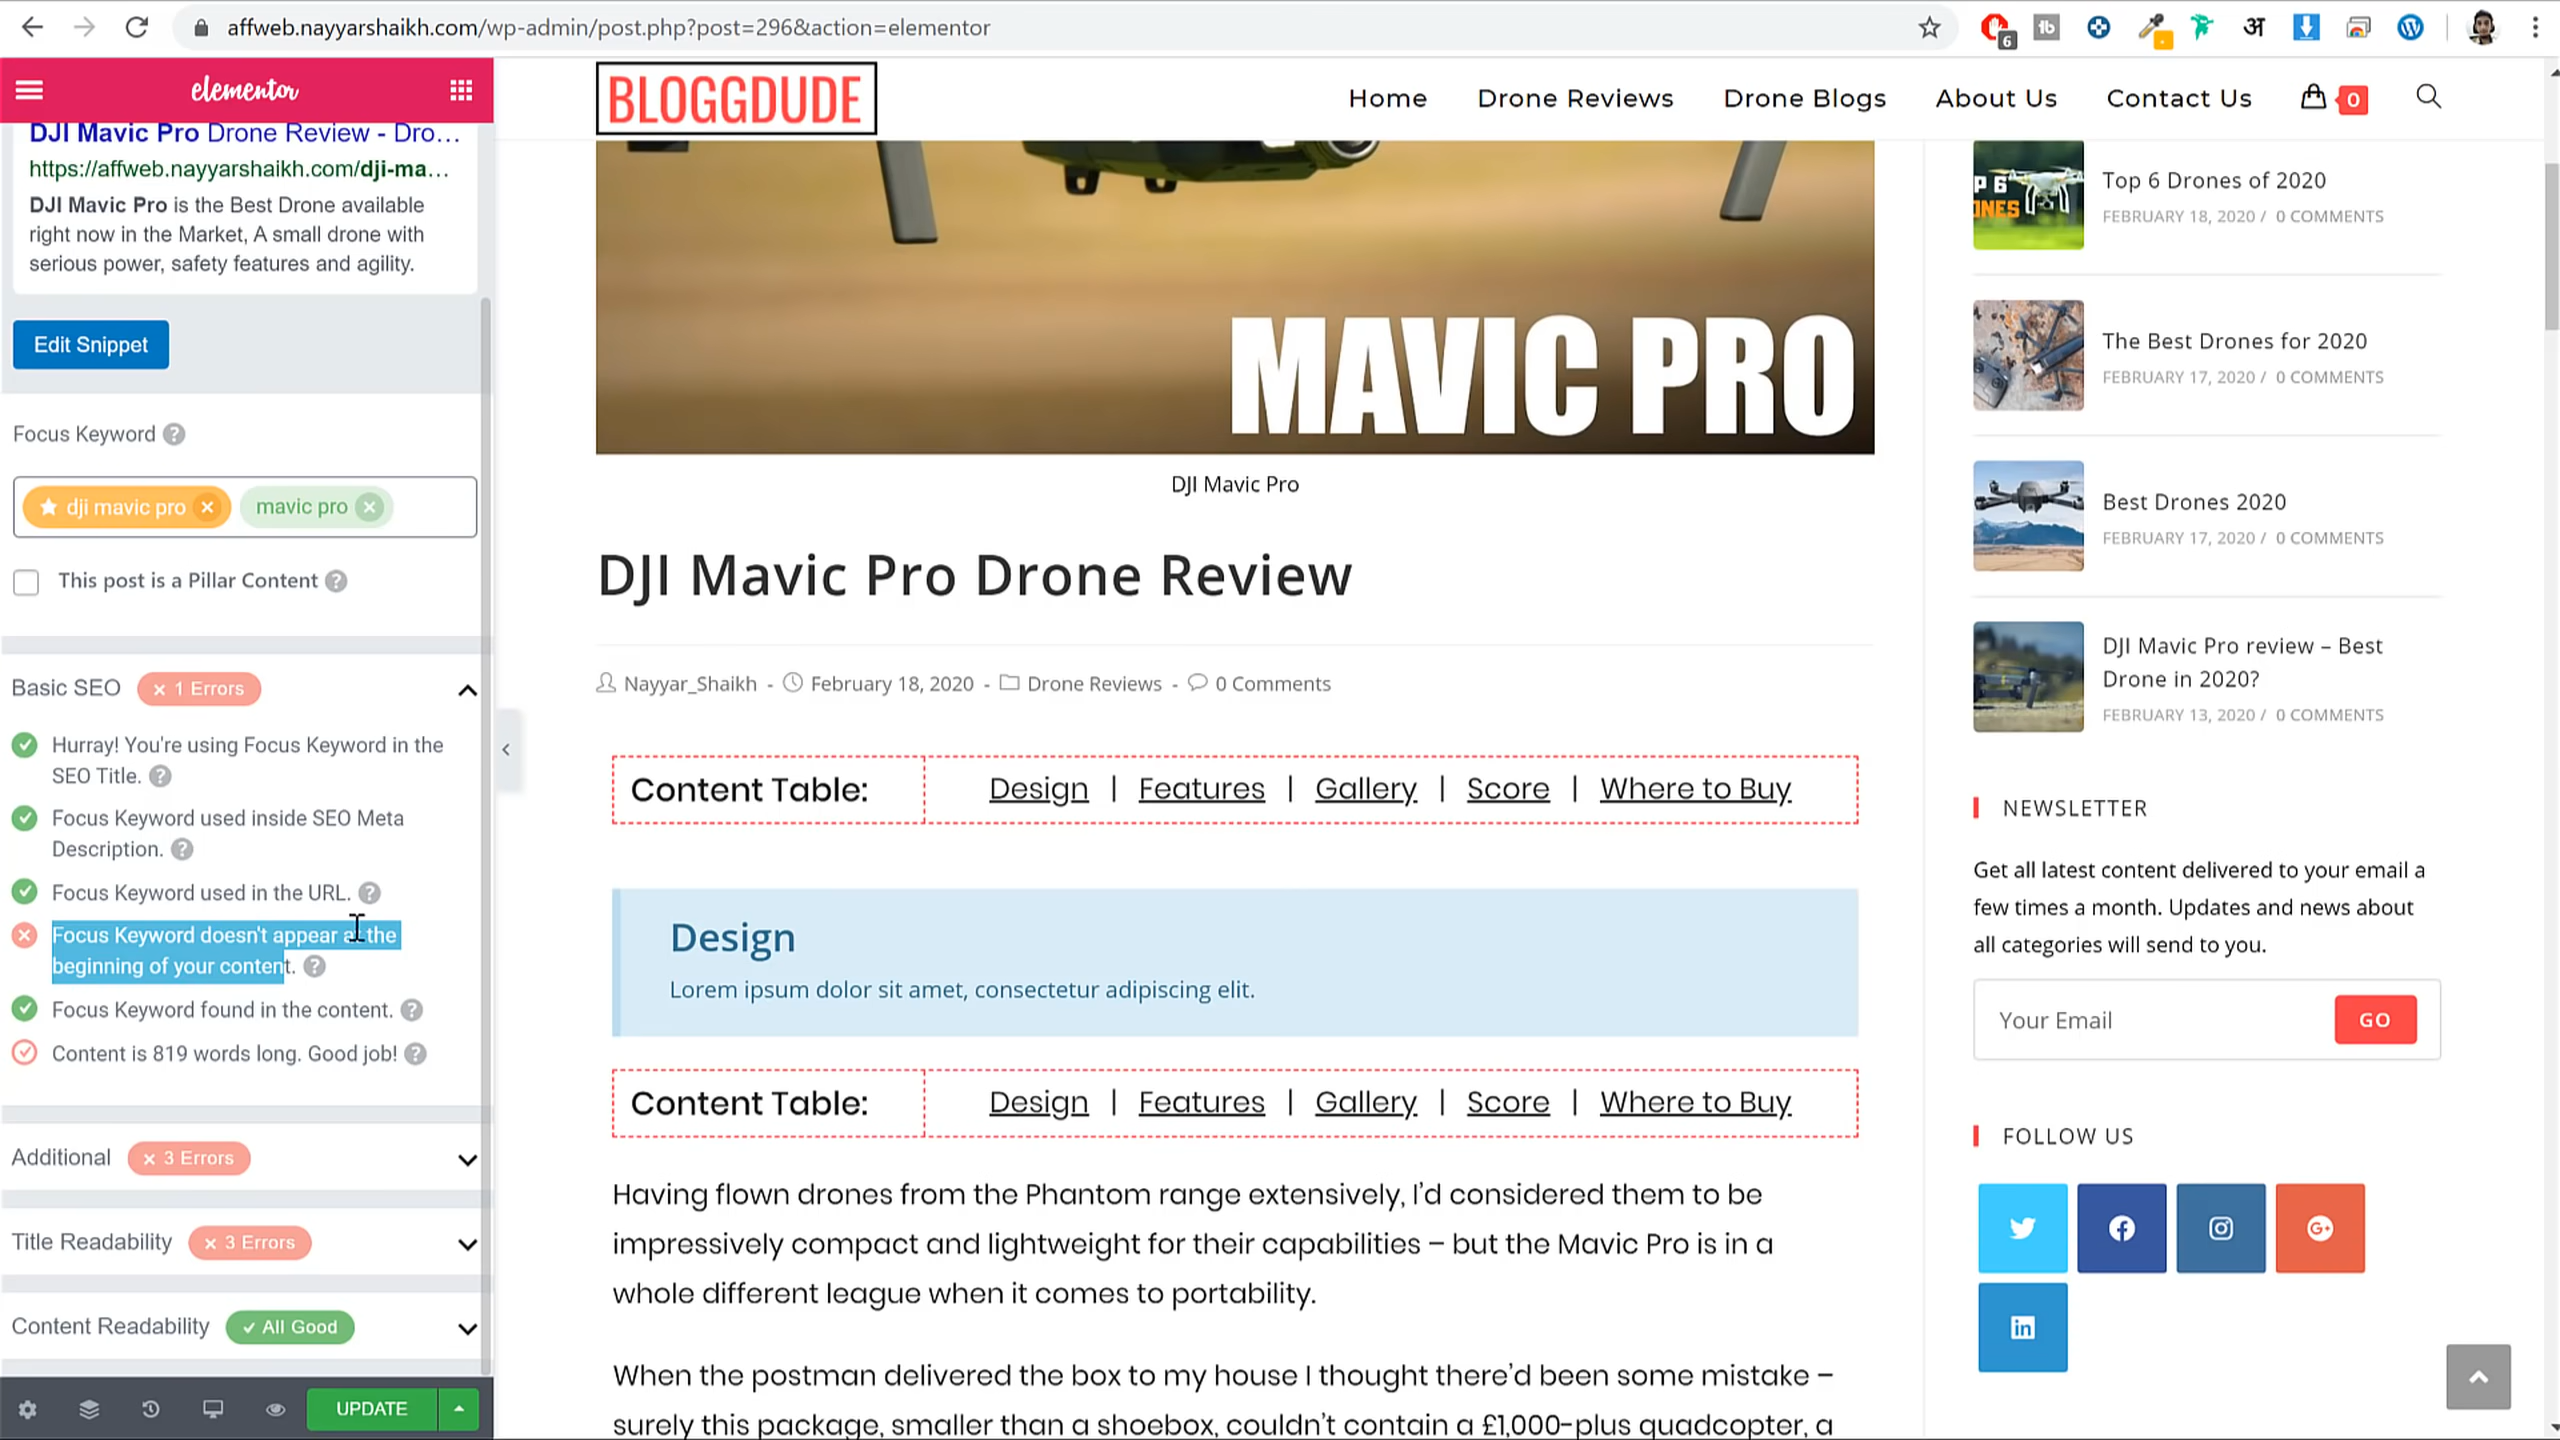 affweb.nayyarshaikh.com/wp-admin/post.php?post=296&action=elementor
6
tb
अ
elementor
DJI Mavic Pro Drone Review - Dro...
https://affweb.nayyarshaikh.com/dji-ma...
DJI Mavic Pro is the Best Drone available
right now in the Market, A small drone with
serious power, safety features and agility.
Edit Snippet
Focus Keyword ?
dji mavic pro ×
mavic pro ×
This post is a Pillar Content ?
Basic SEO × 1 Errors
Hurray! You're using Focus Keyword in the
SEO Title. ?
Focus Keyword used inside SEO Meta
Description. ?
Focus Keyword used in the URL. ?
Focus Keyword doesn't appear at the
beginning of your content. ?
Focus Keyword found in the content. ?
Content is 819 words long. Good job! ?
Additional × 3 Errors
Title Readability × 3 Errors
Content Readability ✓ All Good
UPDATE
BLOGGDUDE
Home
Drone Reviews
Drone Blogs
About Us
Contact Us
0
MAVIC PRO
DJI Mavic Pro
DJI Mavic Pro Drone Review
Nayyar_Shaikh - February 18, 2020 - Drone Reviews - 0 Comments
Content Table: Design | Features | Gallery | Score | Where to Buy
Design
Lorem ipsum dolor sit amet, consectetur adipiscing elit.
Content Table: Design | Features | Gallery | Score | Where to Buy
Having flown drones from the Phantom range extensively, I'd considered them to be
impressively compact and lightweight for their capabilities – but the Mavic Pro is in a
whole different league when it comes to portability.
When the postman delivered the box to my house I thought there'd been some mistake –
surely this package, smaller than a shoebox, couldn't contain a £1,000-plus quadcopter, a
P 6
ONES
Top 6 Drones of 2020
FEBRUARY 18, 2020 / 0 COMMENTS
The Best Drones for 2020
FEBRUARY 17, 2020 / 0 COMMENTS
Best Drones 2020
FEBRUARY 17, 2020 / 0 COMMENTS
DJI Mavic Pro review – Best
Drone in 2020?
FEBRUARY 13, 2020 / 0 COMMENTS
NEWSLETTER
Get all latest content delivered to your email a
few times a month. Updates and news about
all categories will send to you.
Your Email
GO
FOLLOW US